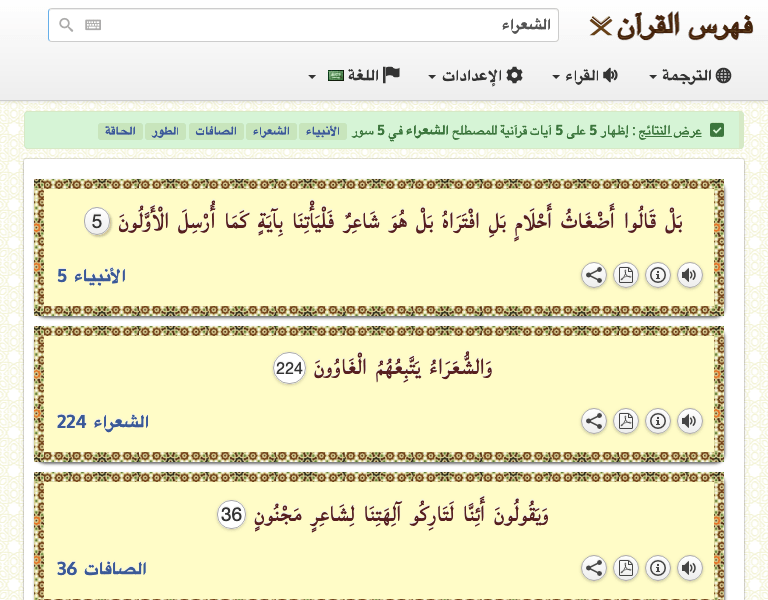 فهرس القرآن
الشعراء
الترجمة القراء الإعدادات اللغة
عرض النتائج : إظهار 5 على 5 آيات قرآنية للمصطلح الشعراء في 5 سور الأنبياء الشعراء الصافات الطور الحاقة
بَلْ قَالُوا أَضْغَاثُ أَحْلَامٍ بَلِ افْتَرَاهُ بَلْ هُوَ شَاعِرٌ فَلْيَأْتِنَا بِآيَةٍ كَمَا أُرْسِلَ الْأَوَّلُونَ 5
الأنبياء 5
وَالشُّعَرَاءُ يَتَّبِعُهُمُ الْغَاوُونَ 224
الشعراء 224
وَيَقُولُونَ أَئِنَّا لَتَارِكُو آلِهَتِنَا لِشَاعِرٍ مَجْنُونٍ 36
الصافات 36